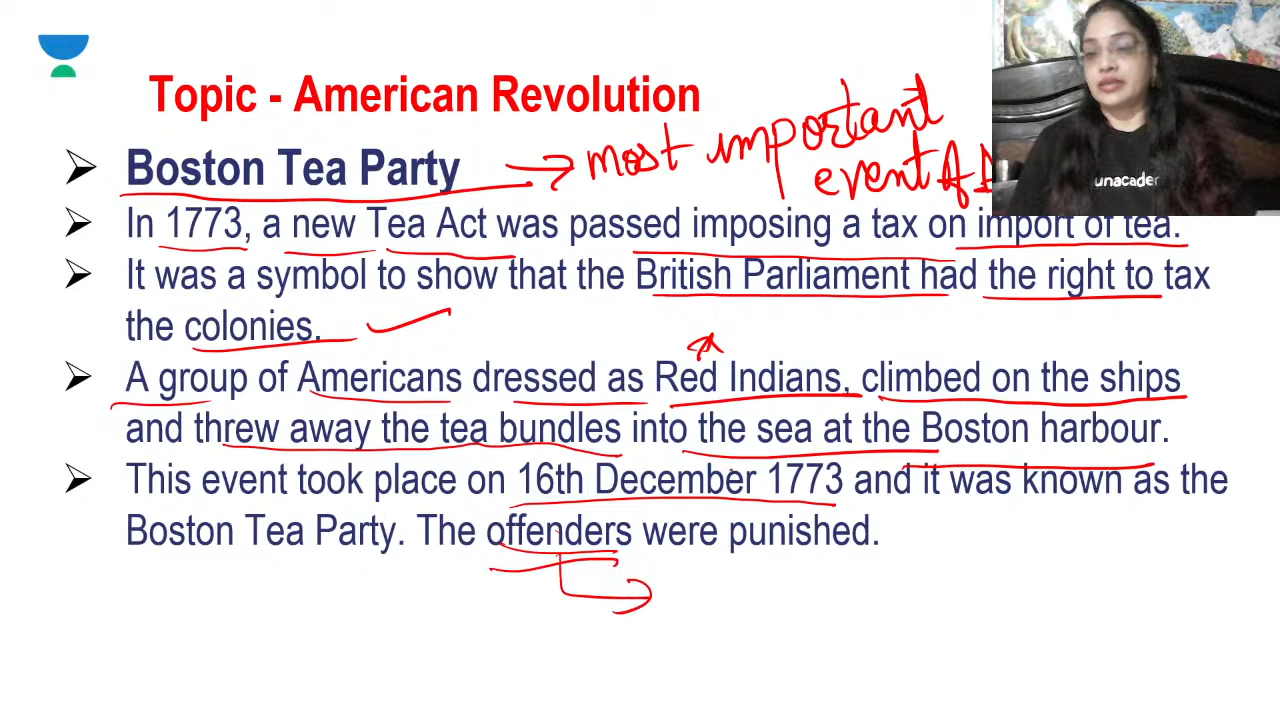 Topic - American Revolution
Boston Tea Party
most important
event of
unacader
In 1773, a new Tea Act was passed imposing a tax on import of tea.
It was a symbol to show that the British Parliament had the right to tax
the colonies.
A group of Americans dressed as Red Indians, climbed on the ships
and threw away the tea bundles into the sea at the Boston harbour.
This event took place on 16th December 1773 and it was known as the
Boston Tea Party. The offenders were punished.